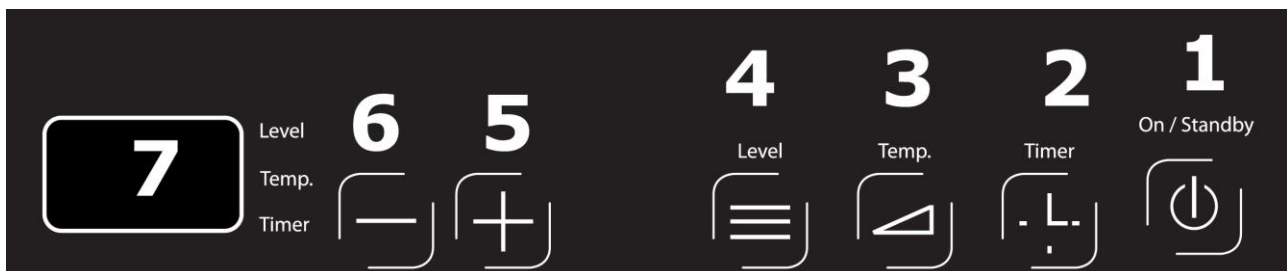 7
Level
Temp.
Timer
6
5
4
Level
3
Temp.
2
Timer
1
On / Standby